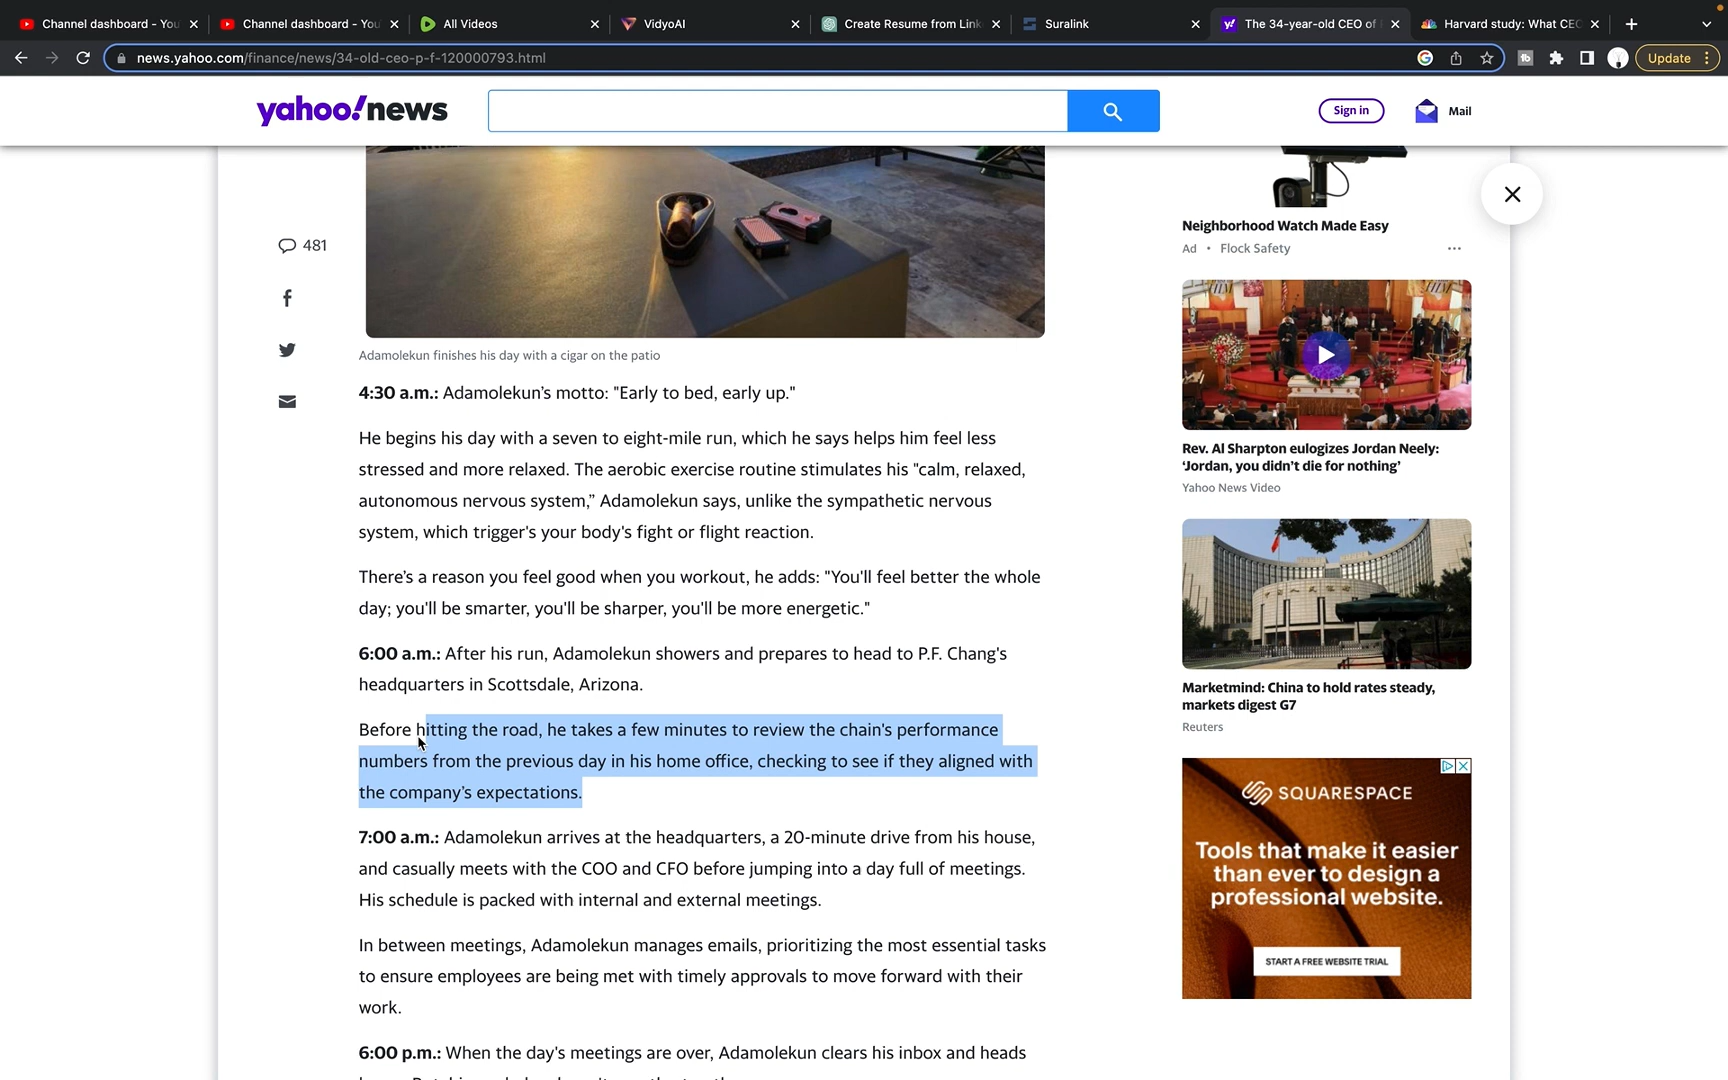 Channel dashboard - You
Channel dashboard - You
All Videos
VidyoAI
Create Resume from Link
Suralink
The 34-year-old CEO of
Harvard study: What CEO
news.yahoo.com/finance/news/34-old-ceo-p-f-120000793.html
Update
yahoo!news
Sign in
Mail
481
Adamolekun finishes his day with a cigar on the patio
4:30 a.m.: Adamolekun’s motto: "Early to bed, early up."
He begins his day with a seven to eight-mile run, which he says helps him feel less
stressed and more relaxed. The aerobic exercise routine stimulates his "calm, relaxed,
autonomous nervous system,” Adamolekun says, unlike the sympathetic nervous
system, which trigger's your body's fight or flight reaction.
There’s a reason you feel good when you workout, he adds: "You'll feel better the whole
day; you'll be smarter, you'll be sharper, you'll be more energetic."
6:00 a.m.: After his run, Adamolekun showers and prepares to head to P.F. Chang's
headquarters in Scottsdale, Arizona.
Before hitting the road, he takes a few minutes to review the chain's performance
numbers from the previous day in his home office, checking to see if they aligned with
the company’s expectations.
7:00 a.m.: Adamolekun arrives at the headquarters, a 20-minute drive from his house,
and casually meets with the COO and CFO before jumping into a day full of meetings.
His schedule is packed with internal and external meetings.
In between meetings, Adamolekun manages emails, prioritizing the most essential tasks
to ensure employees are being met with timely approvals to move forward with their
work.
6:00 p.m.: When the day's meetings are over, Adamolekun clears his inbox and heads
Neighborhood Watch Made Easy
Ad • Flock Safety
Rev. Al Sharpton eulogizes Jordan Neely:
‘Jordan, you didn’t die for nothing’
Yahoo News Video
Marketmind: China to hold rates steady,
markets digest G7
Reuters
SQUARESPACE
Tools that make it easier
than ever to design a
professional website.
START A FREE WEBSITE TRIAL